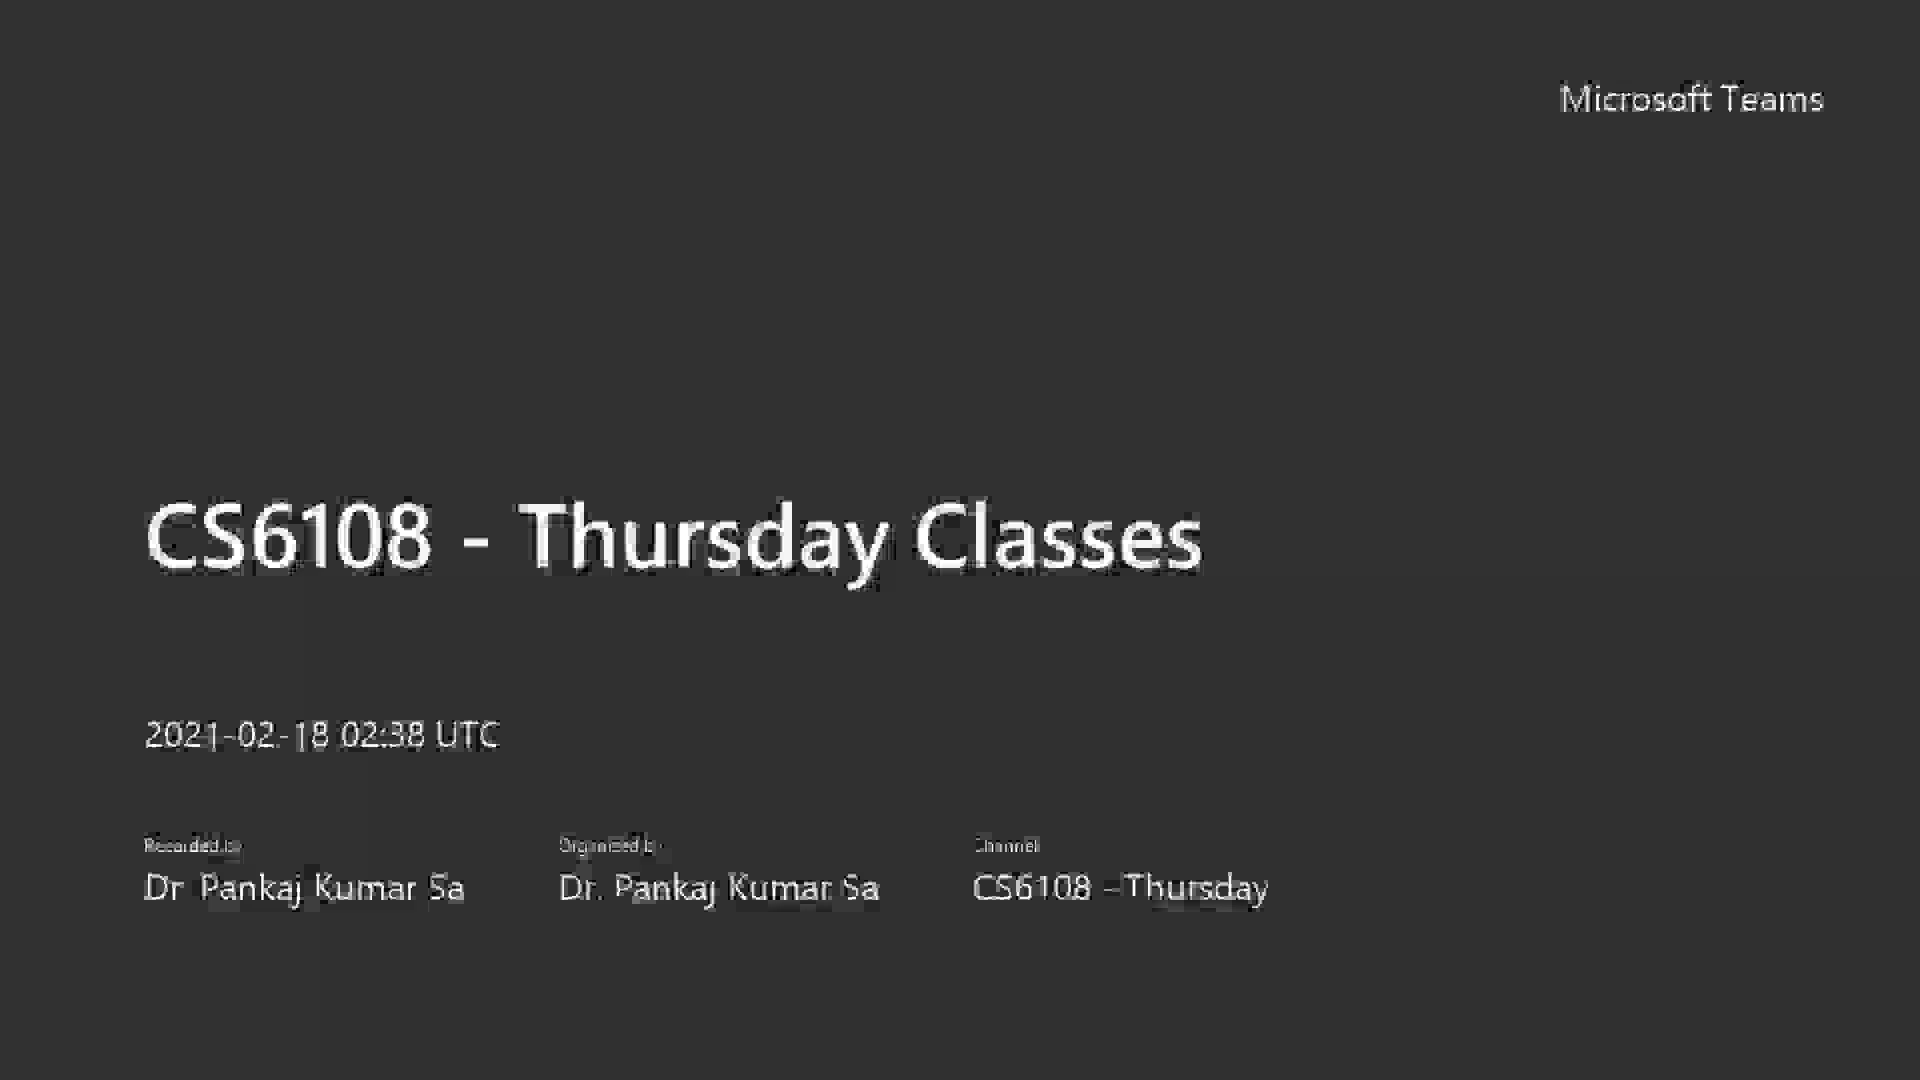 Microsoft Teams
CS6108 - Thursday Classes
2021-02-18 02:38 UTC
Recorded by Organized by Channel
Dr. Pankaj Kumar Sa Dr. Pankaj Kumar Sa CS6108 - Thursday